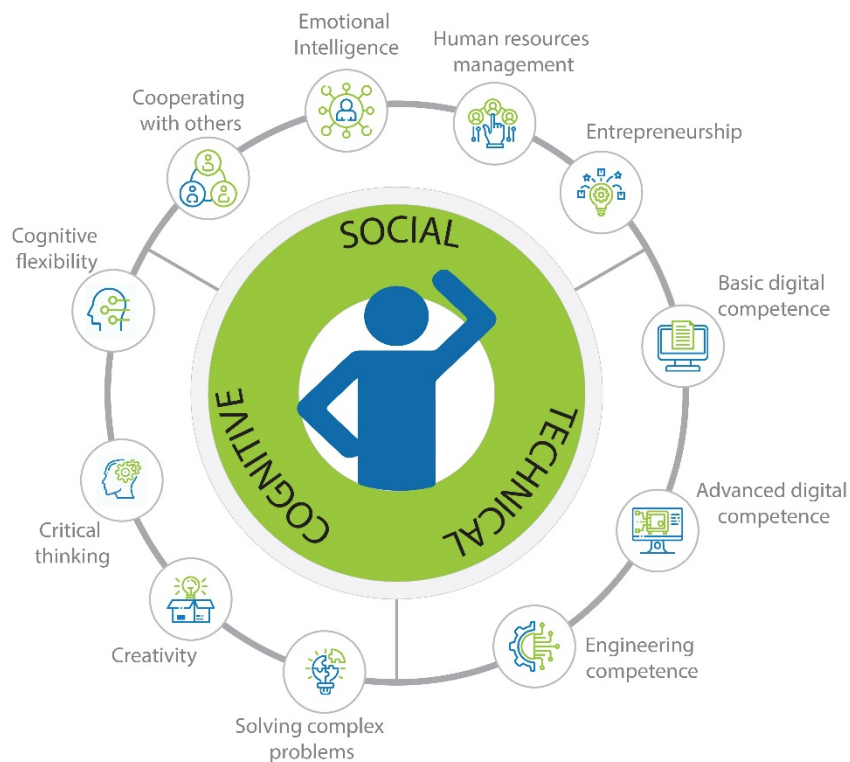 Emotional
Intelligence
Human resources
management
Cooperating
with others
Entrepreneurship
SOCIAL
Cognitive
flexibility
Basic digital
competence
COGNITIVE
TECHNICAL
Critical
thinking
Advanced digital
competence
Creativity
Engineering
competence
Solving complex
problems